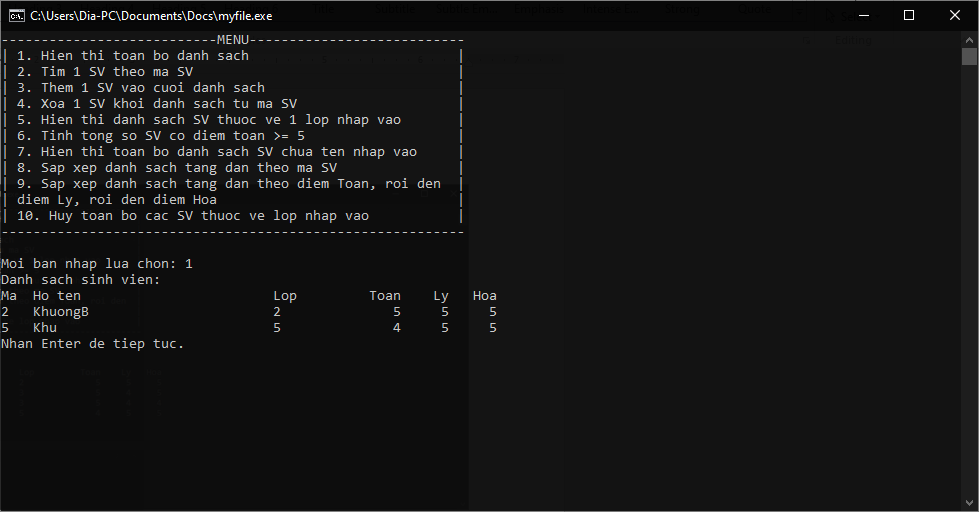 C:\Users\Dia-PC\Documents\Docs\myfile.exe
---------------------------MENU---------------------------
| 1. Hien thi toan bo danh sach |
| 2. Tim 1 SV theo ma SV |
| 3. Them 1 SV vao cuoi danh sach |
| 4. Xoa 1 SV khoi danh sach tu ma SV |
| 5. Hien thi danh sach SV thuoc ve 1 lop nhap vao |
| 6. Tinh tong so SV co diem toan >= 5 |
| 7. Hien thi toan bo danh sach SV chua ten nhap vao |
| 8. Sap xep danh sach tang dan theo ma SV |
| 9. Sap xep danh sach tang dan theo diem Toan, roi den |
| diem Ly, roi den diem Hoa |
| 10. Huy toan bo cac SV thuoc ve lop nhap vao |
----------------------------------------------------------
Moi ban nhap lua chon: 1
Danh sach sinh vien:
Ma Ho ten Lop Toan Ly Hoa
2 KhuongB 2 5 5 5
5 Khu 5 4 5 5
Nhan Enter de tiep tuc.